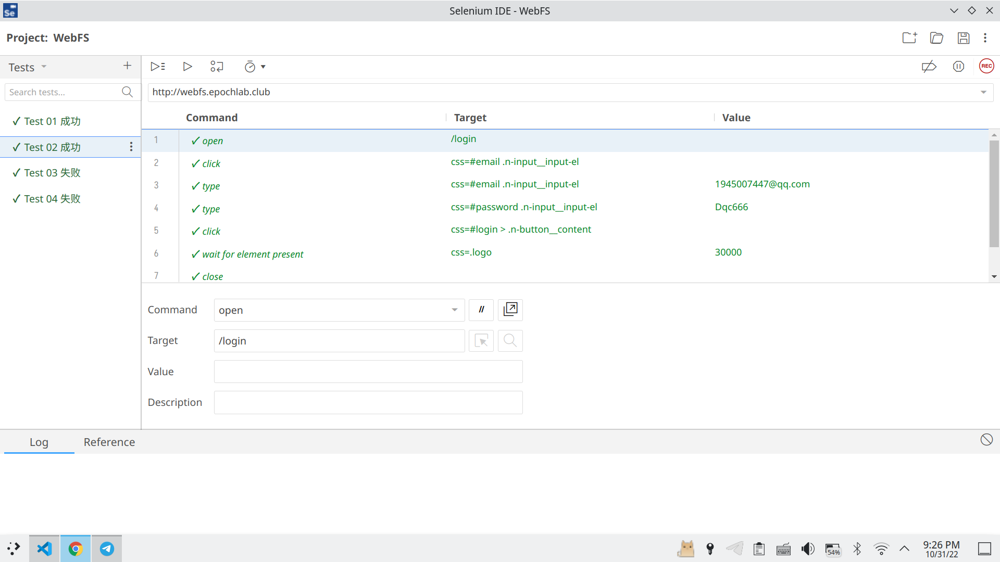 Se
Selenium IDE - WebFS
Project: WebFS
Tests
Search tests...
✓ Test 01 成功
✓ Test 02 成功
✓ Test 03 失败
✓ Test 04 失败
REC
http://webfs.epochlab.club
Command Target Value
1 ✓ open /login
2 ✓ click css=#email .n-input__input-el
3 ✓ type css=#email .n-input__input-el 1945007447@qq.com
4 ✓ type css=#password .n-input__input-el Dqc666
5 ✓ click css=#login > .n-button__content
6 ✓ wait for element present css=.logo 30000
7 ✓ close
Command open //
Target /login
Value
Description
Log Reference
54%
9:26 PM
10/31/22